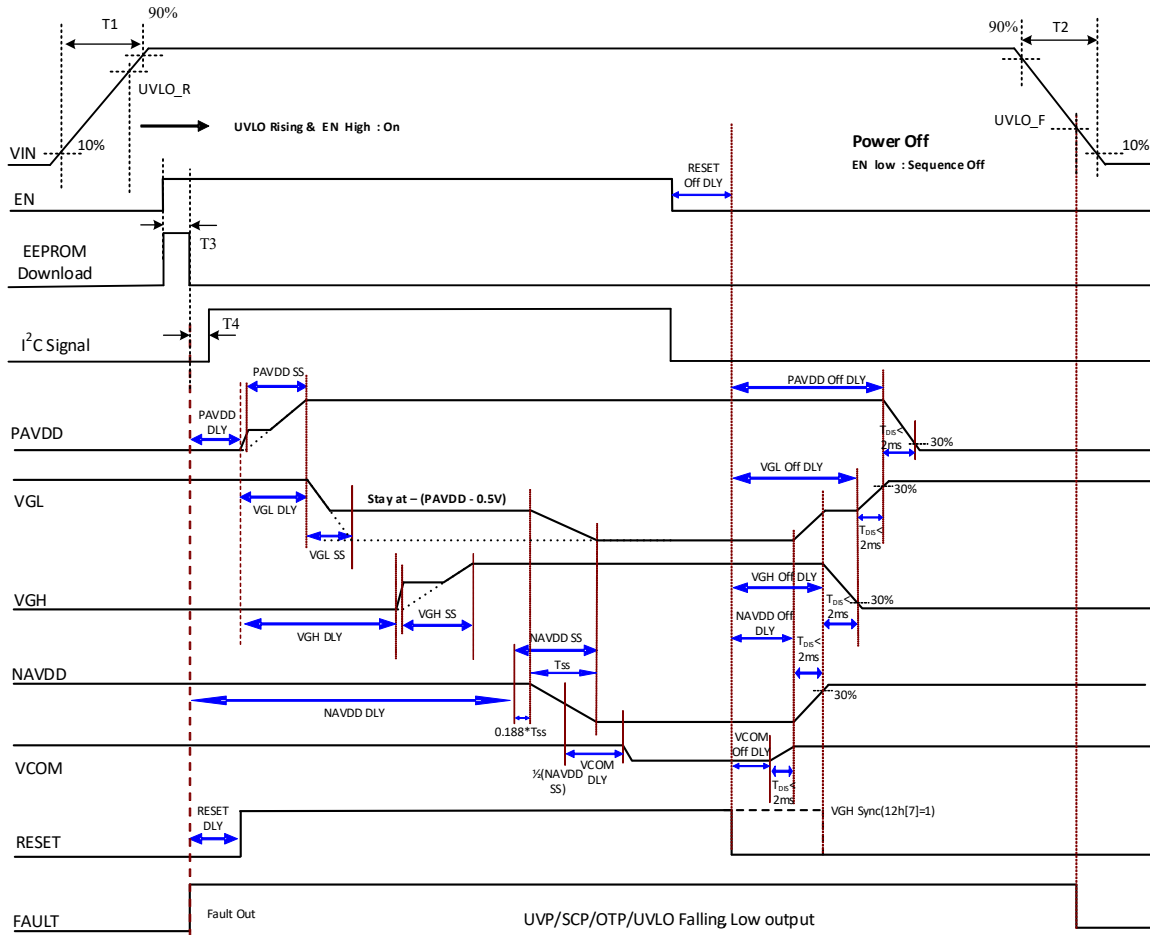 T1
90%
90%
T2
UVLO_R
UVLO Rising & EN High : On
10%
VIN
UVLO_F
Power Off
EN low : Sequence Off
10%
EN
RESET
Off DLY
T3
EEPROM
Download
T4
I²C Signal
PAVDD SS
PAVDD
DLY
PAVDD Off DLY
PAVDD
TDIS<
2ms
30%
VGL
VGL DLY
Stay at – (PAVDD - 0.5V)
VGL Off DLY
30%
VGL SS
TDIS<
2ms
VGH
VGH DLY
VGH SS
VGH Off DLY
TDIS<
2ms
30%
NAVDD Off
DLY
TDIS<
2ms
NAVDD SS
Tss
NAVDD
NAVDD DLY
0.188*Tss
30%
VCOM
½(NAVDD
SS)
VCOM
DLY
VCOM
Off DLY
TDIS<
2ms
RESET
DLY
VGH Sync(12h[7]=1)
RESET
Fault Out
UVP/SCP/OTP/UVLO Falling, Low output
FAULT